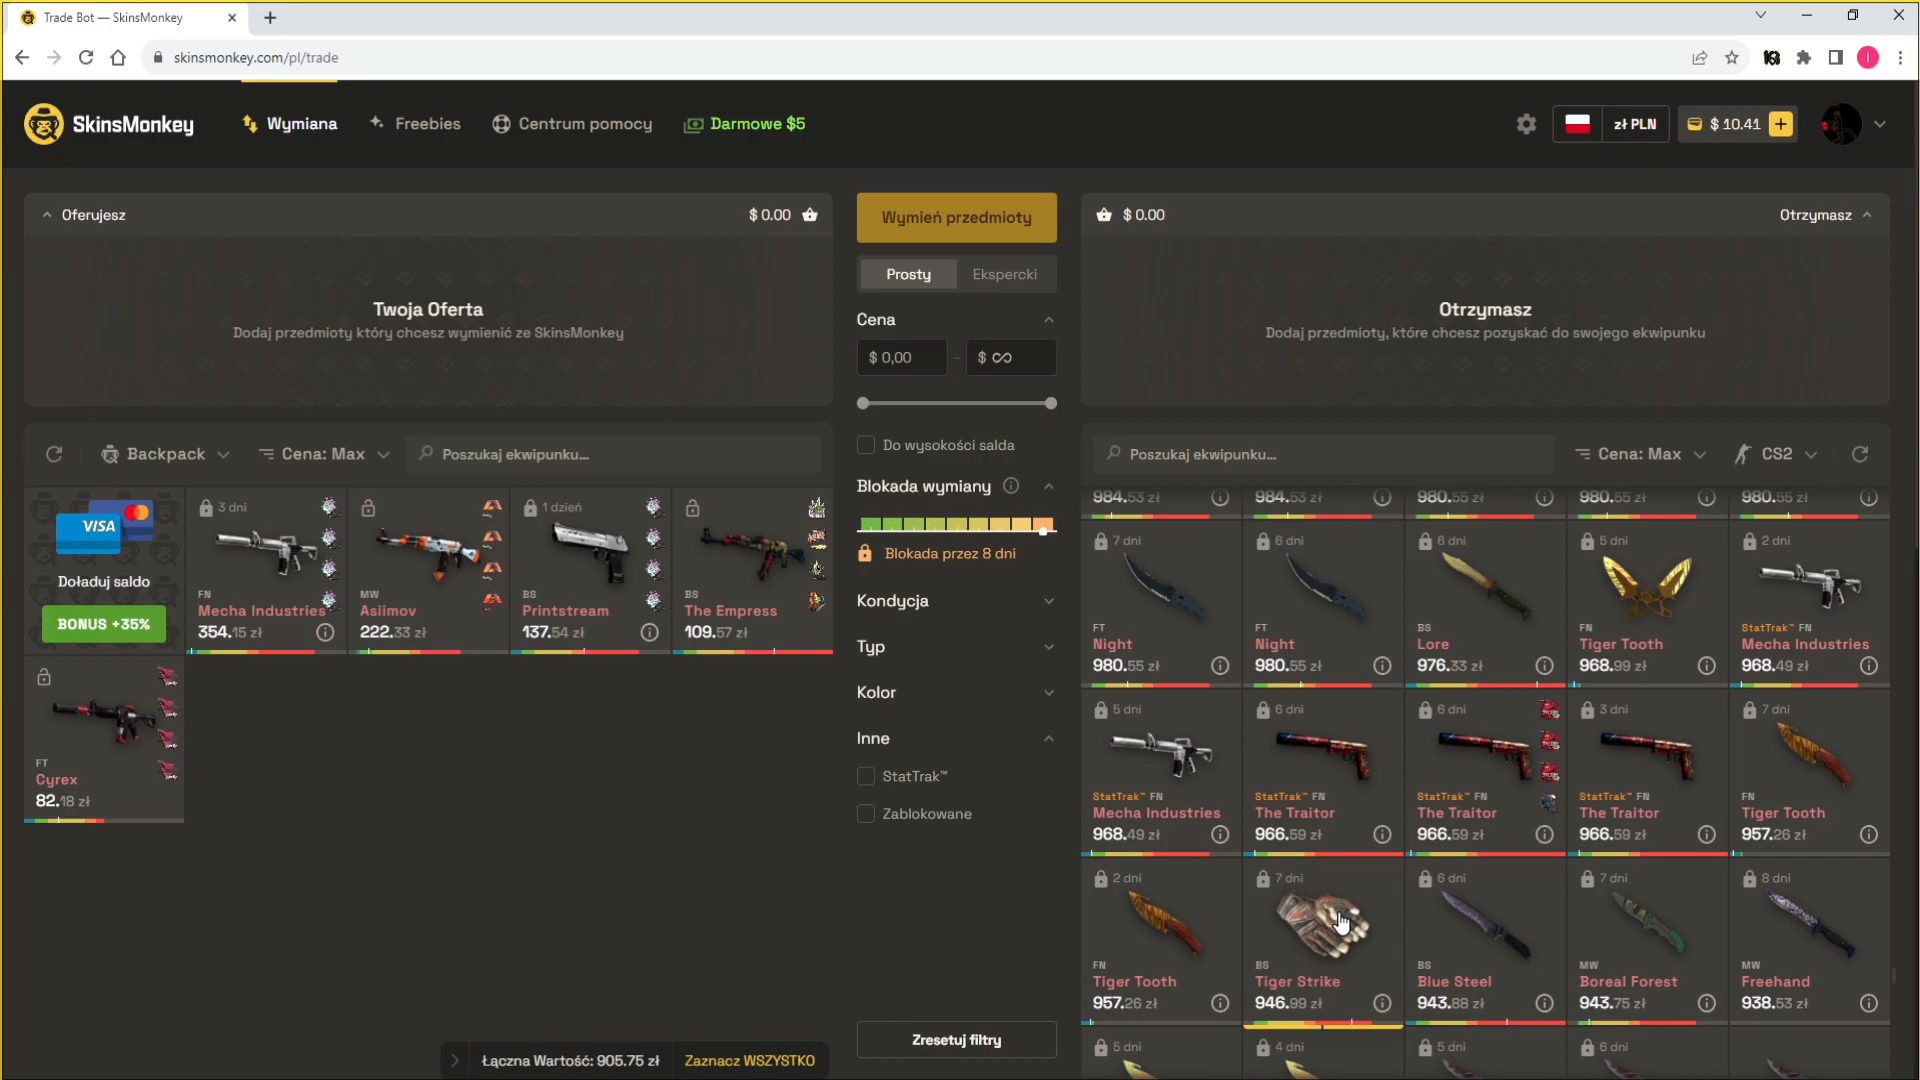 Trade Bot — SkinsMonkey
skinsmonkey.com/pl/trade
SkinsMonkey
Wymiana
Freebies
Centrum pomocy
Darmowe $5
zł PLN
$ 10.41
Oferujesz
$ 0.00
Twoja Oferta
Dodaj przedmioty który chcesz wymienić ze SkinsMonkey
Wymień przedmioty
Prosty
Ekspercki
Cena
$ 0,00
-
$ ∞
Do wysokości salda
Blokada wymiany
Blokada przez 8 dni
Kondycja
Typ
Kolor
Inne
StatTrak™
Zablokowane
Zresetuj filtry
$ 0.00
Otrzymasz
Otrzymasz
Dodaj przedmioty, które chcesz pozyskać do swojego ekwipunku
Backpack
Cena: Max
Poszukaj ekwipunku...
VISA
Doładuj saldo
BONUS +35%
3 dni
FN
Mecha Industries
354.15 zł
MW
Asiimov
222.33 zł
1 dzień
BS
Printstream
137.54 zł
BS
The Empress
109.57 zł
FT
Cyrex
82.18 zł
Łączna Wartość: 905.75 zł
Zaznacz WSZYSTKO
Poszukaj ekwipunku...
Cena: Max
CS2
984.53 zł
984.53 zł
980.55 zł
980.55 zł
980.55 zł
7 dni
FT
Night
980.55 zł
6 dni
FT
Night
980.55 zł
6 dni
BS
Lore
976.33 zł
5 dni
FN
Tiger Tooth
968.99 zł
2 dni
StatTrak™ FN
Mecha Industries
968.49 zł
5 dni
StatTrak™ FN
Mecha Industries
968.49 zł
6 dni
StatTrak™ FN
The Traitor
966.59 zł
6 dni
StatTrak™ FN
The Traitor
966.59 zł
3 dni
StatTrak™ FN
The Traitor
966.59 zł
7 dni
FN
Tiger Tooth
957.26 zł
2 dni
FN
Tiger Tooth
957.26 zł
7 dni
BS
Tiger Strike
946.99 zł
6 dni
BS
Blue Steel
943.88 zł
7 dni
MW
Boreal Forest
943.75 zł
8 dni
MW
Freehand
938.53 zł
5 dni
4 dni
5 dni
6 dni